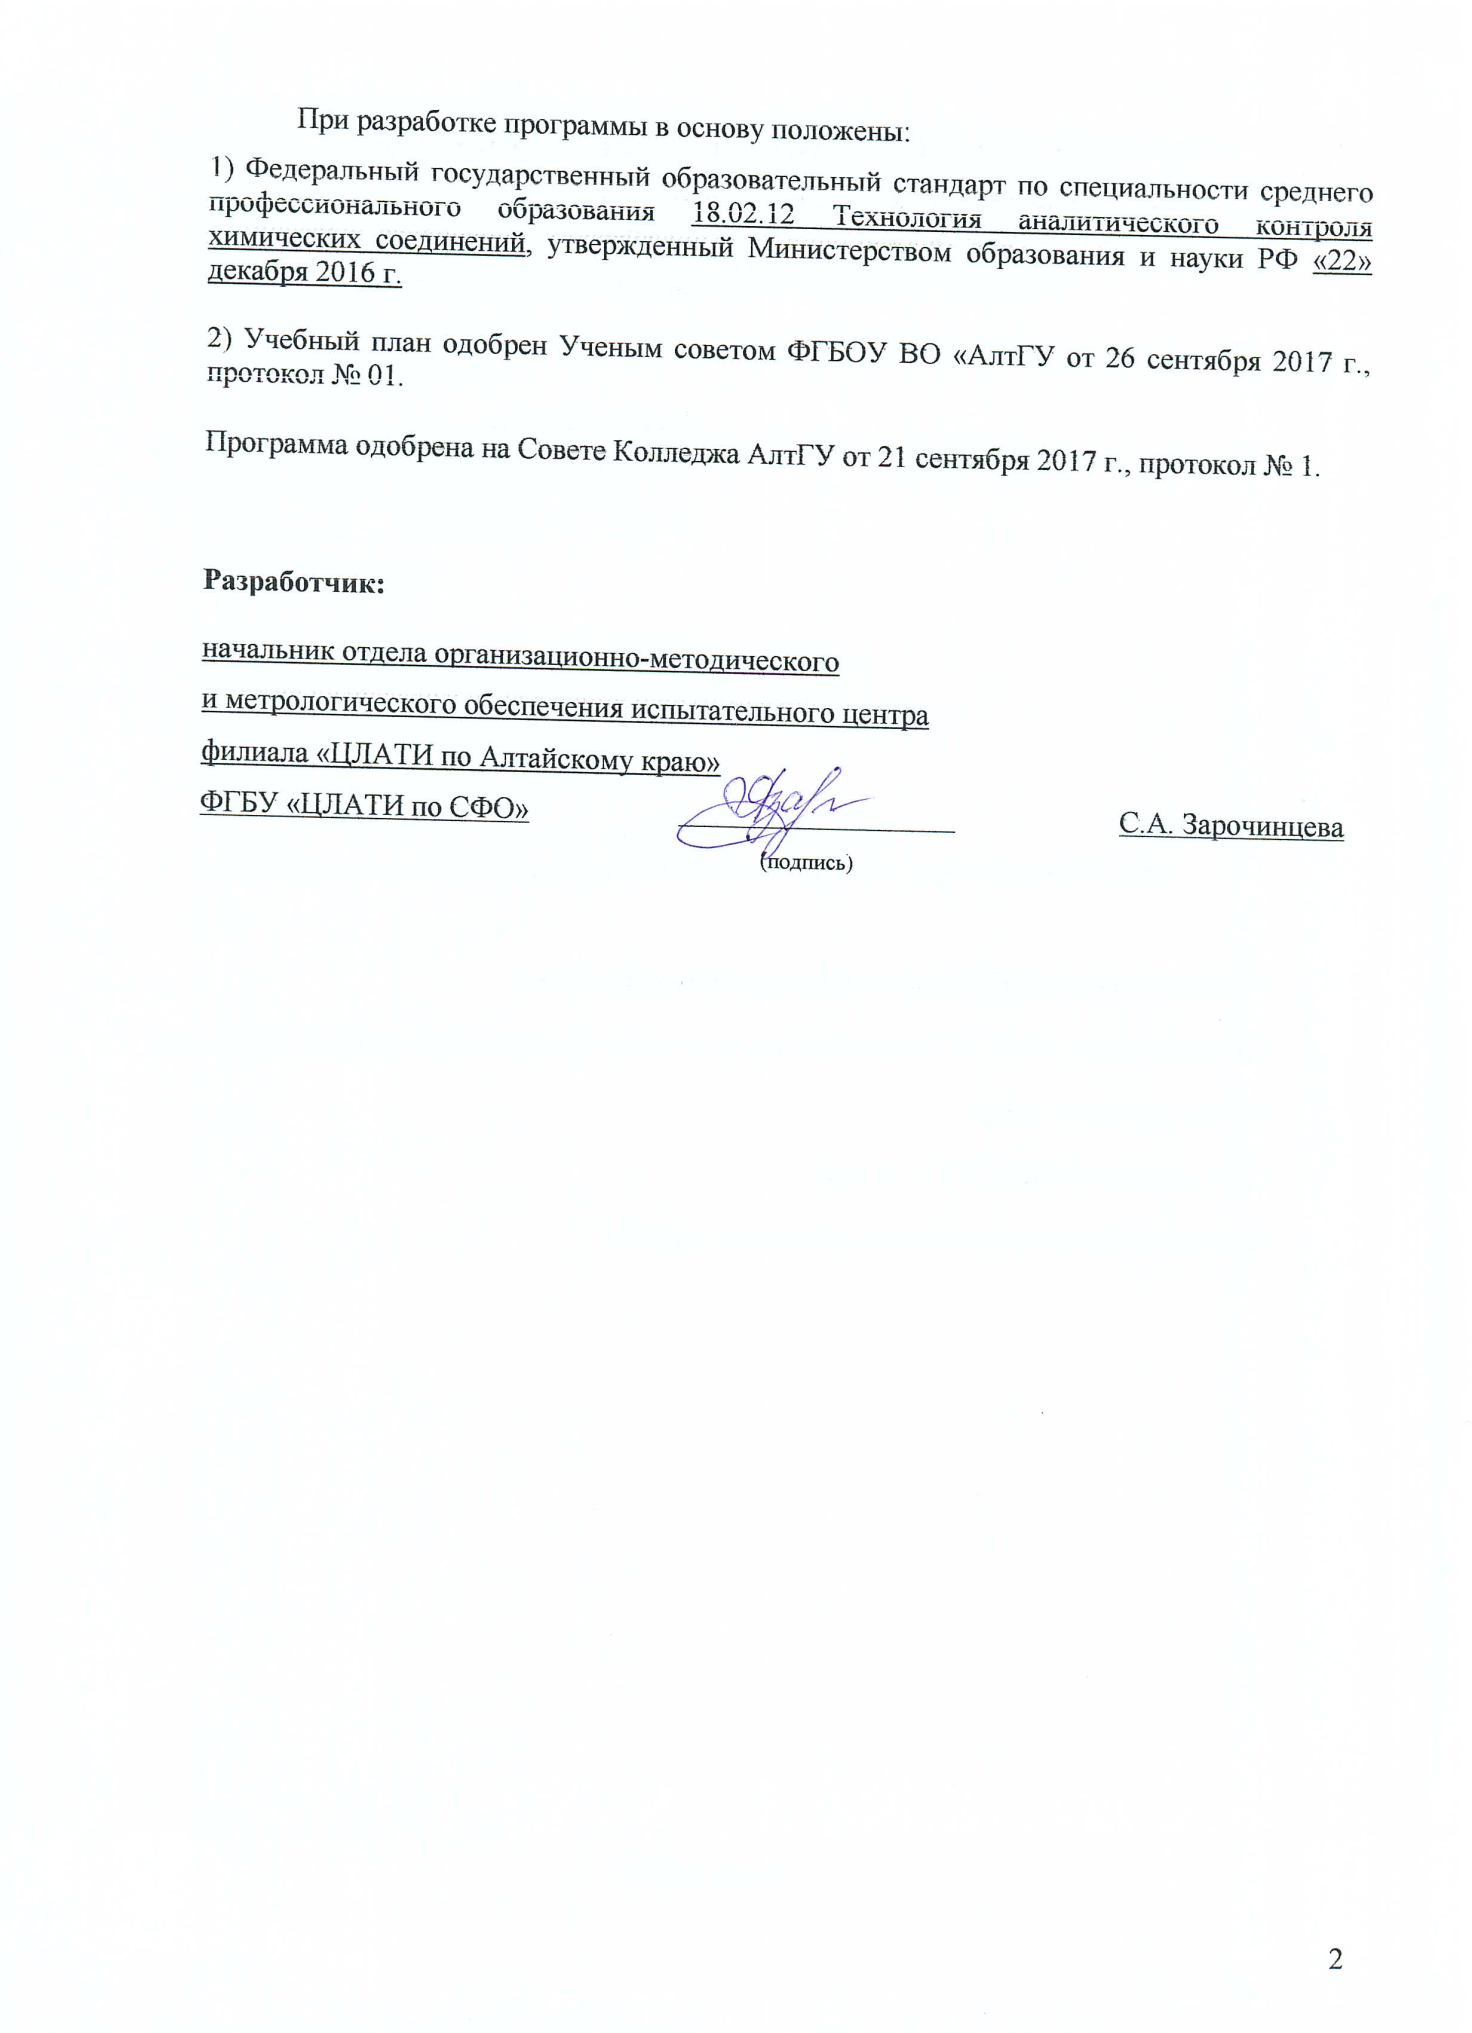 При разработке программы в основу положены:
1) Федеральный государственный образовательный стандарт по специальности среднего
профессионального образования 18.02.12 Технология аналитического контроля
химических соединений, утвержденный Министерством образования и науки РФ «22»
декабря 2016 г.
2) Учебный план одобрен Ученым советом ФГБОУ ВО «АлтГУ от 26 сентября 2017 г.,
протокол № 01.
Программа одобрена на Совете Колледжа АлтГУ от 21 сентября 2017 г., протокол № 1.
Разработчик:
начальник отдела организационно-методического
и метрологического обеспечения испытательного центра
филиала «ЦЛАТИ по Алтайскому краю»
ФГБУ «ЦЛАТИ по СФО» С.А. Зарочинцева
(подпись)
2